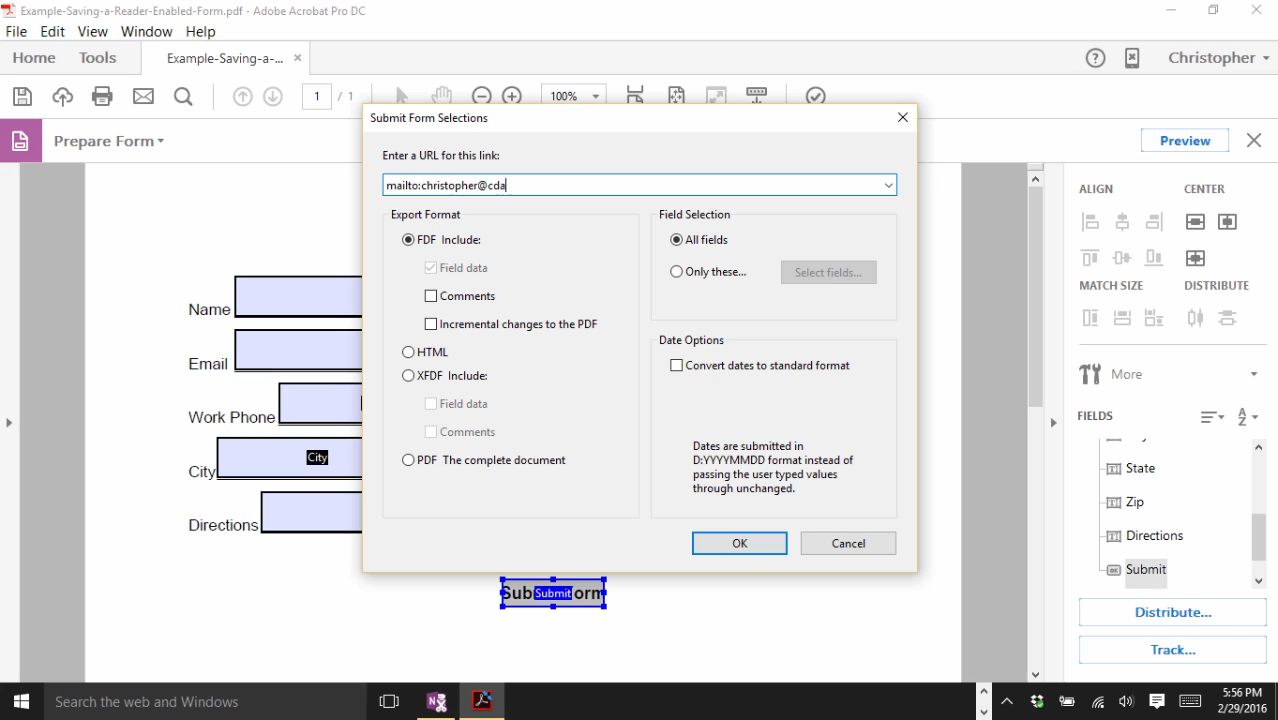 Example-Saving-a-Reader-Enabled-Form.pdf - Adobe Acrobat Pro DC
File Edit View Window Help
Home Tools Example-Saving-a-... × Christopher
1 / 1 100%
Prepare Form Preview
Submit Form Selections
Enter a URL for this link:
mailto:christopher@cda
Export Format
FDF Include:
Field data
Comments
Incremental changes to the PDF
HTML
XFDF Include:
Field data
Comments
PDF The complete document
Field Selection
All fields
Only these... Select fields...
Date Options
Convert dates to standard format
Dates are submitted in
D:YYYYMMDD format instead of
passing the user typed values
through unchanged.
OK Cancel
Name
Email
Work Phone
City City
Directions
Submit
ALIGN CENTER
MATCH SIZE DISTRIBUTE
More
FIELDS
State
Zip
Directions
Submit
Distribute...
Track...
Search the web and Windows
5:56 PM
2/29/2016